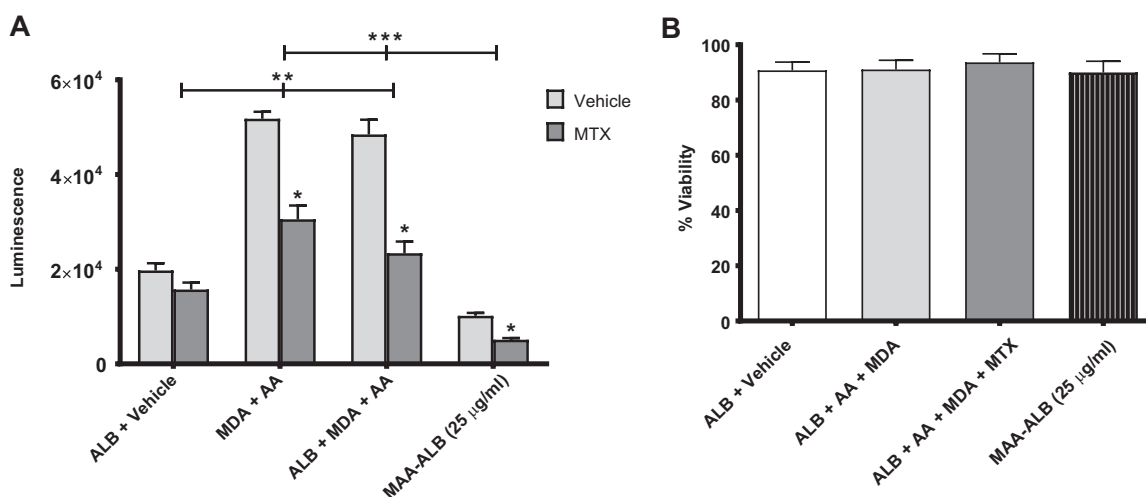 A
***
**
6×10⁴
4×10⁴
2×10⁴
0
Luminescence
*
*
*
Vehicle
MTX
ALB + Vehicle
MDA + AA
ALB + MDA + AA
MAA-ALB (25 μg/ml)
B
100
80
60
40
20
0
% Viability
ALB + Vehicle
ALB + AA + MDA
ALB + AA + MDA + MTX
MAA-ALB (25 μg/ml)